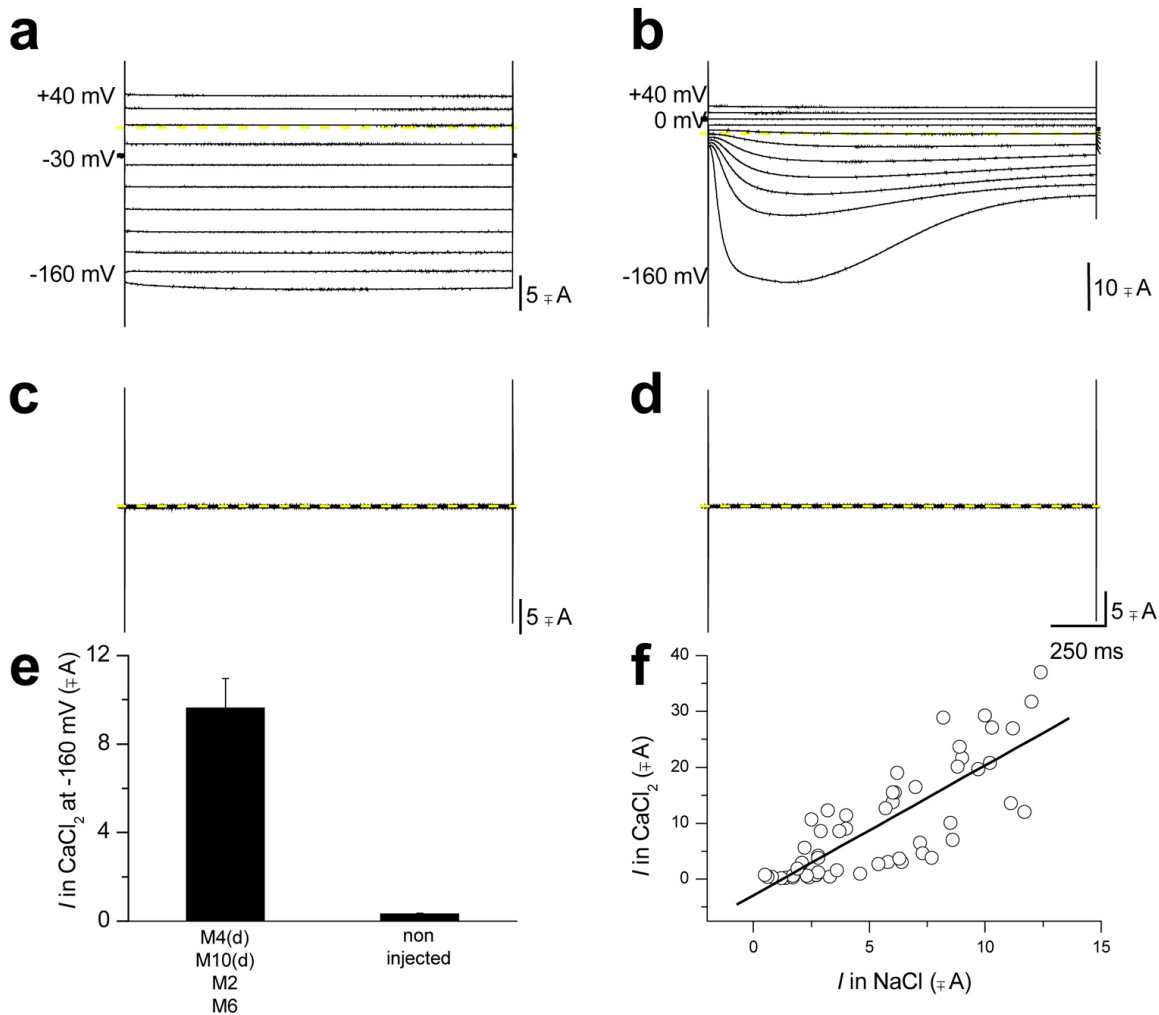 a
+40 mV
-30 mV
-160 mV
5 ∓A
b
+40 mV
0 mV
-160 mV
10 ∓A
c
5 ∓A
d
5 ∓A
250 ms
e
I in CaCl2 at -160 mV (∓A)
12
8
4
0
M4(d)
M10(d)
M2
M6
non
injected
f
I in CaCl2 (∓A)
40
30
20
10
0
0 5 10 15
I in NaCl (∓A)